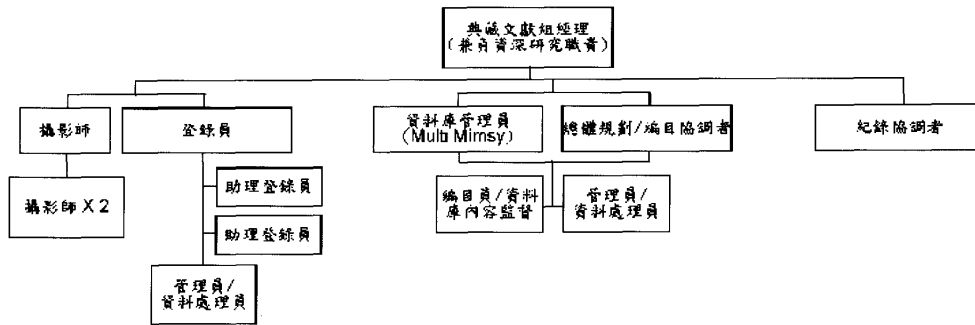 典藏文獻組經理
(兼負資深研究職責)
攝影師
登錄員
資料庫管理員
(Multi Mimsy)
總體規劃/編目協調者
紀錄協調者
攝影師 X 2
助理登錄員
助理登錄員
管理員/
資料處理員
編目員/資料
庫內容監督
管理員/
資料處理員